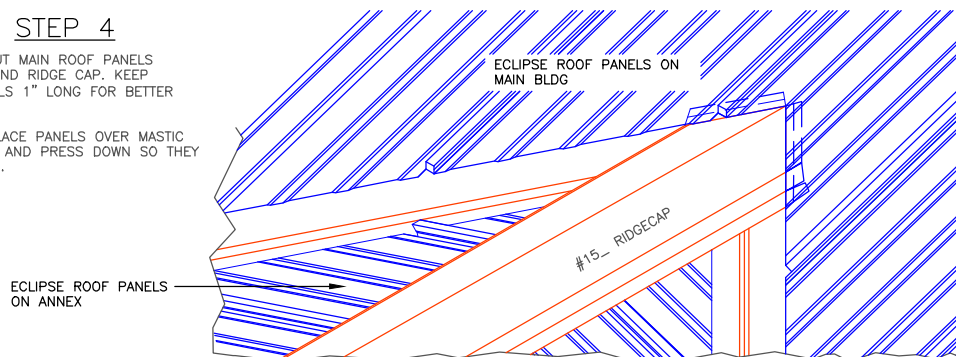 STEP 4
UT MAIN ROOF PANELS
ND RIDGE CAP. KEEP
LS 1" LONG FOR BETTER
LACE PANELS OVER MASTIC
AND PRESS DOWN SO THEY
.
ECLIPSE ROOF PANELS ON
MAIN BLDG
#15_ RIDGECAP
ECLIPSE ROOF PANELS
ON ANNEX